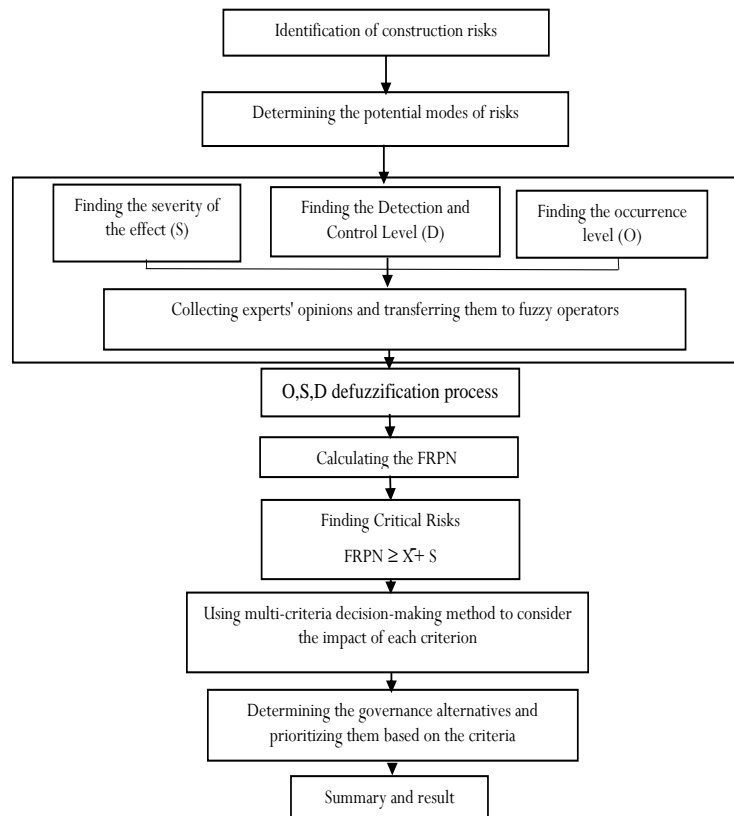 Identification of construction risks
Determining the potential modes of risks
Finding the severity of
the effect (S)
Finding the Detection and
Control Level (D)
Finding the occurrence
level (O)
Collecting experts' opinions and transferring them to fuzzy operators
O,S,D defuzzification process
Calculating the FRPN
Finding Critical Risks
FRPN ≥ X̄+ S
Using multi-criteria decision-making method to consider
the impact of each criterion
Determining the governance alternatives and
prioritizing them based on the criteria
Summary and result